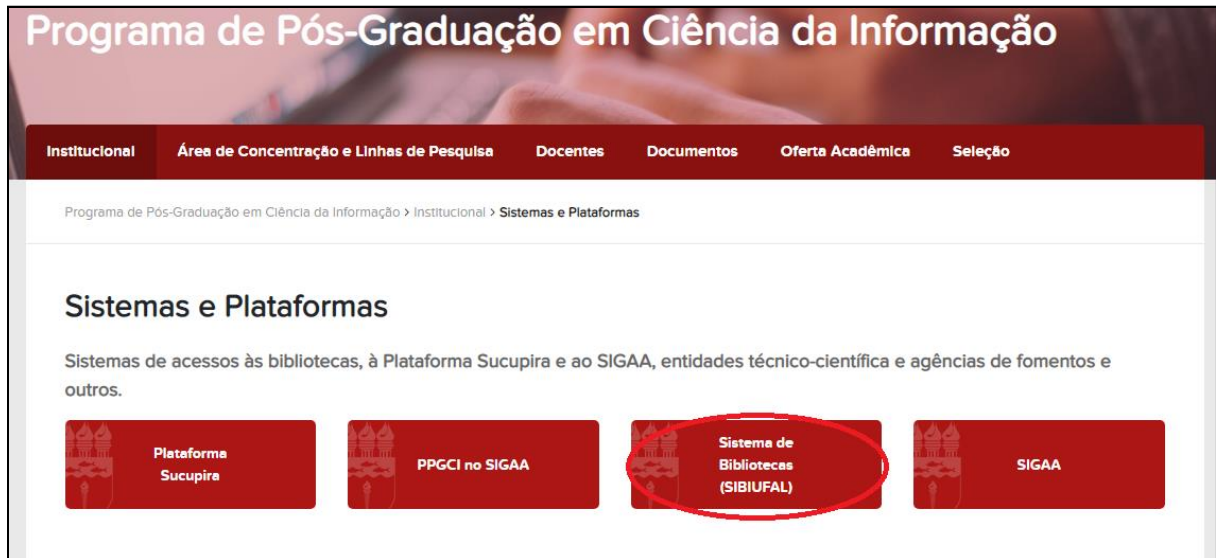 Programa de Pós-Graduação em Ciência da Informação
Institucional Área de Concentração e Linhas de Pesquisa Docentes Documentos Oferta Acadêmica Seleção
Programa de Pós-Graduação em Ciência da Informação > Institucional > Sistemas e Plataformas
Sistemas e Plataformas
Sistemas de acessos às bibliotecas, à Plataforma Sucupira e ao SIGAA, entidades técnico-científica e agências de fomentos e
outros.
Plataforma
Sucupira
PPGCI no SIGAA
Sistema de
Bibliotecas
(SIBIUFAL)
SIGAA